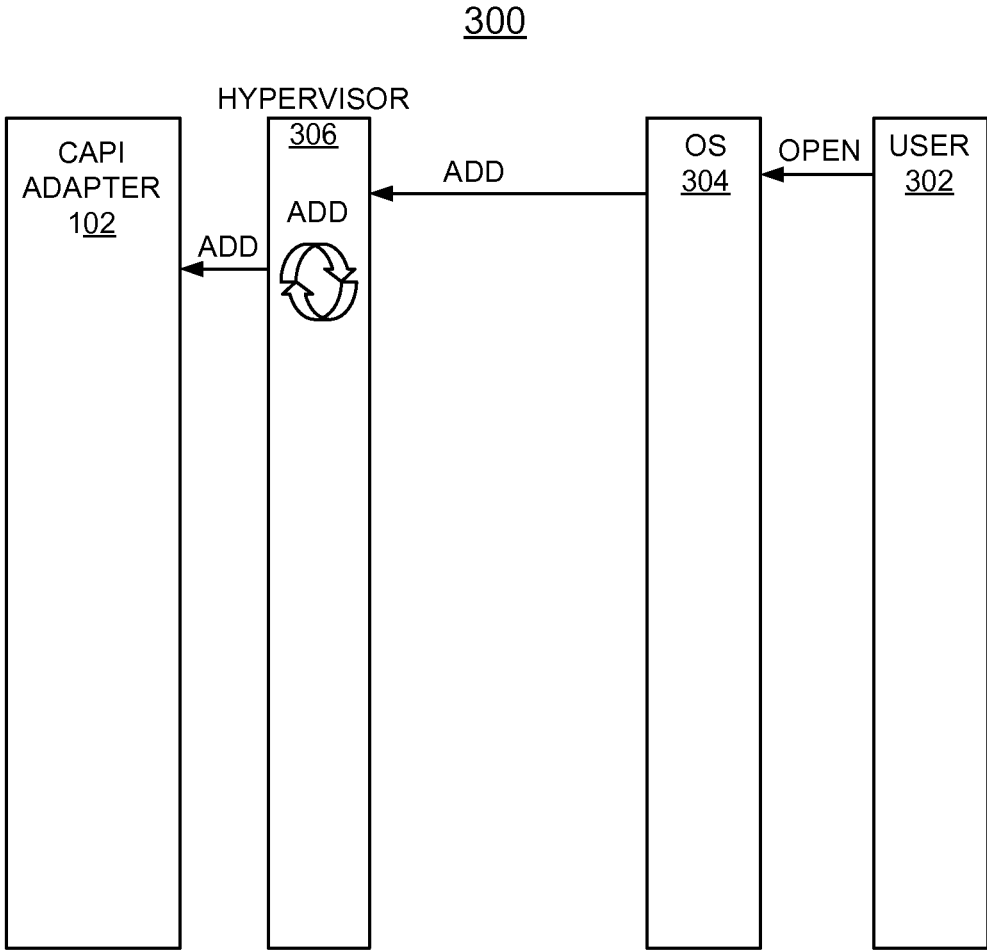 300
HYPERVISOR
306
CAPI
ADAPTER
102
ADD
ADD
ADD
OS
304
OPEN
USER
302